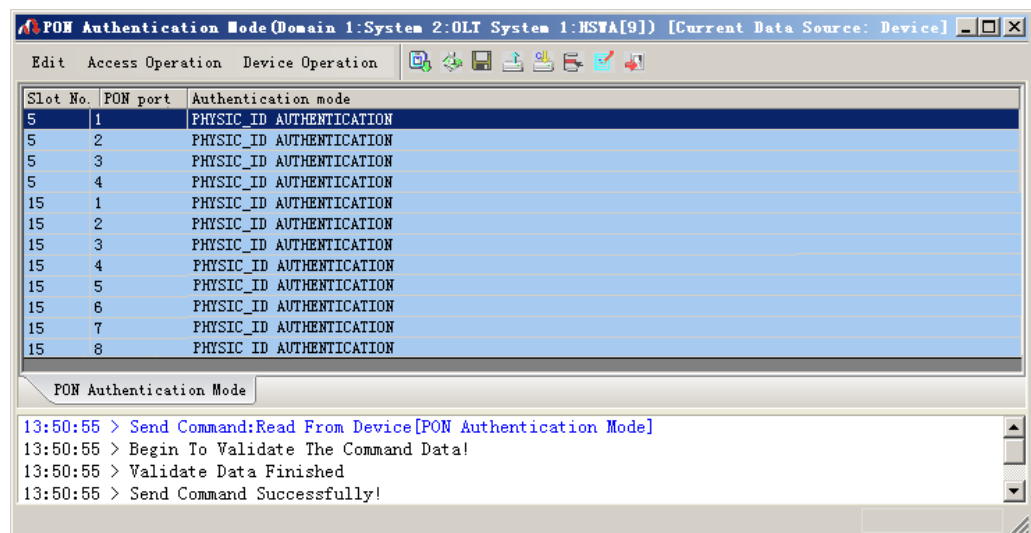 PON Authentication Mode(Domain 1:System 2:OLT System 1:HSWA[9]) [Current Data Source: Device]
Edit Access Operation Device Operation
Slot No. PON port Authentication mode
5 1 PHYSIC_ID AUTHENTICATION
5 2 PHYSIC_ID AUTHENTICATION
5 3 PHYSIC_ID AUTHENTICATION
5 4 PHYSIC_ID AUTHENTICATION
15 1 PHYSIC_ID AUTHENTICATION
15 2 PHYSIC_ID AUTHENTICATION
15 3 PHYSIC_ID AUTHENTICATION
15 4 PHYSIC_ID AUTHENTICATION
15 5 PHYSIC_ID AUTHENTICATION
15 6 PHYSIC_ID AUTHENTICATION
15 7 PHYSIC_ID AUTHENTICATION
15 8 PHYSIC ID AUTHENTICATION
PON Authentication Mode
13:50:55 > Send Command:Read From Device[PON Authentication Mode]
13:50:55 > Begin To Validate The Command Data!
13:50:55 > Validate Data Finished
13:50:55 > Send Command Successfully!